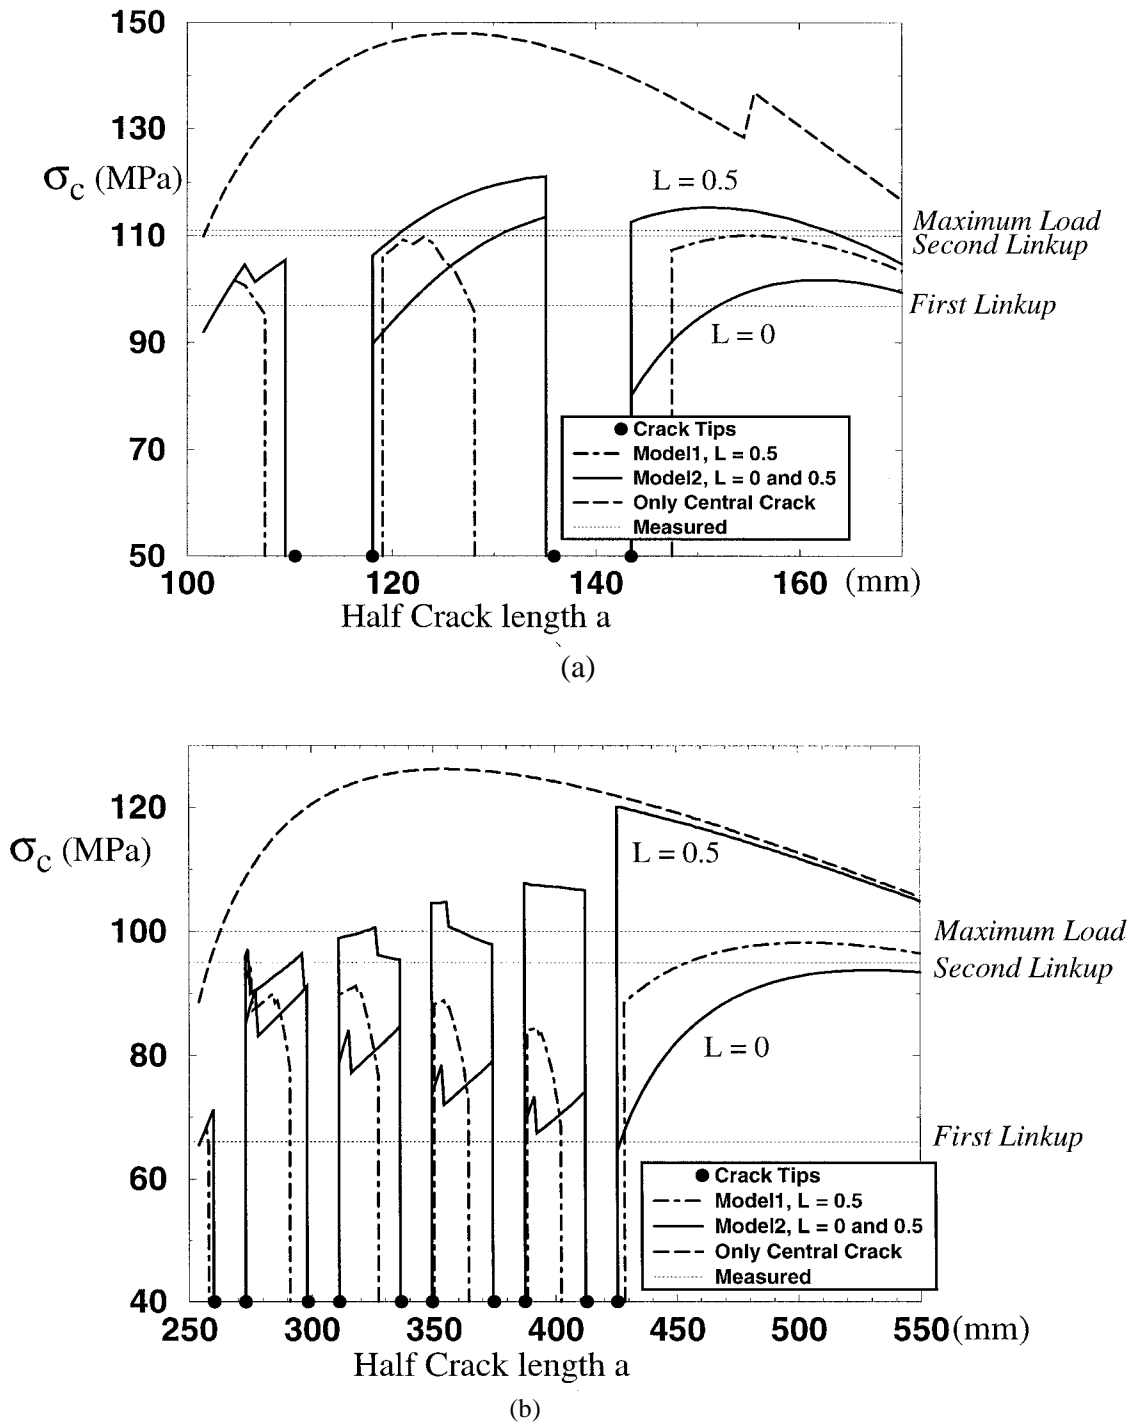 150
130
σc (MPa)
L = 0.5
110
Maximum Load
Second Linkup
First Linkup
L = 0
90
70
50
Crack Tips
Model1, L = 0.5
Model2, L = 0 and 0.5
Only Central Crack
Measured
100 120 140 160 (mm)
Half Crack length a
(a)
120
σc (MPa)
L = 0.5
100
Maximum Load
Second Linkup
80
L = 0
First Linkup
60
40
Crack Tips
Model1, L = 0.5
Model2, L = 0 and 0.5
Only Central Crack
Measured
250 300 350 400 450 500 550 (mm)
Half Crack length a
(b)